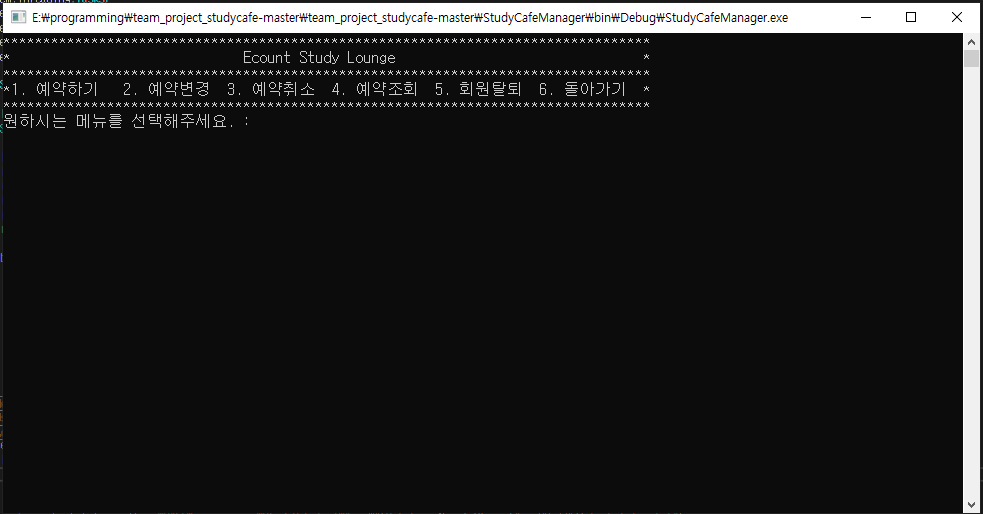 E:₩programming₩team_project_studycafe-master₩team_project_studycafe-master₩StudyCafeManager₩bin₩Debug₩StudyCafeManager.exe
*********************************************************************************
* Ecount Study Lounge *
*********************************************************************************
*1. 예약하기 2. 예약변경 3. 예약취소 4. 예약조회 5. 회원탈퇴 6. 돌아가기 *
*********************************************************************************
원하시는 메뉴를 선택해주세요. :